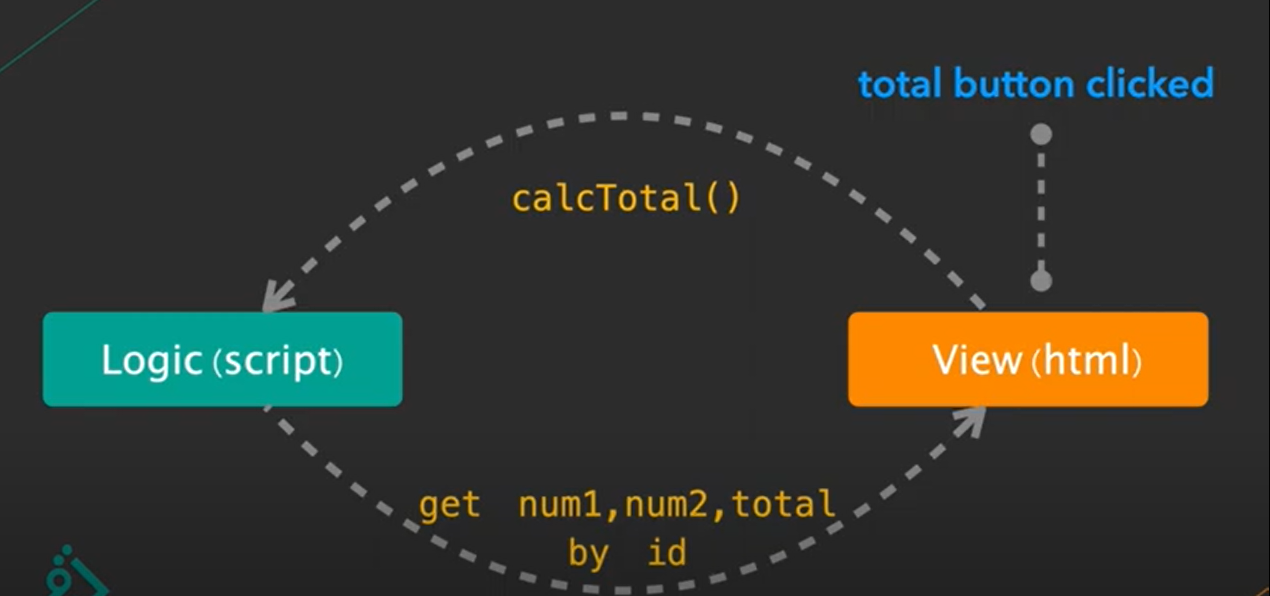 total button clicked
calcTotal()
Logic (script)
View (html)
get num1,num2,total
by id